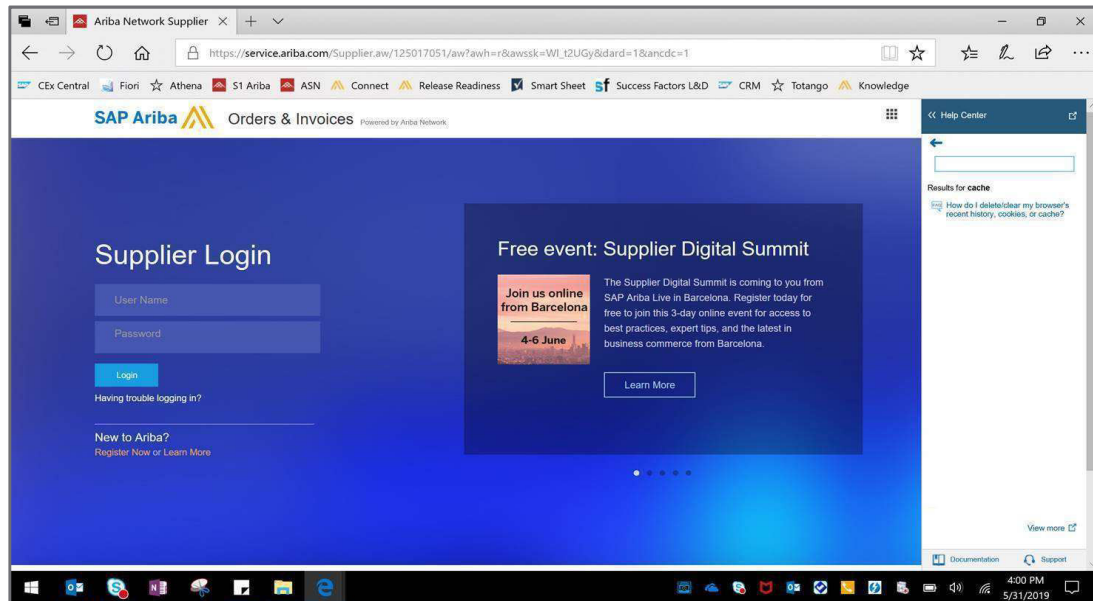 Ariba Network Supplier
https://service.ariba.com/Supplier.aw/125017051/aw?awh=r&awssk=WI_t2UGy&dard=1&ancdc=1
CEx Central Fiori Athena S1 Ariba ASN Connect Release Readiness Smart Sheet Success Factors L&D CRM Totango Knowledge
SAP Ariba Orders & Invoices Powered by Ariba Network
<< Help Center
Results for cache
How do I delete/clear my browser's
recent history, cookies, or cache?
Supplier Login
User Name
Password
Login
Having trouble logging in?
New to Ariba?
Register Now or Learn More
Free event: Supplier Digital Summit
Join us online
from Barcelona
4-6 June
The Supplier Digital Summit is coming to you from
SAP Ariba Live in Barcelona. Register today for
free to join this 3-day online event for access to
best practices, expert tips, and the latest in
business commerce from Barcelona.
Learn More
View more
Documentation Support
4:00 PM
5/31/2019